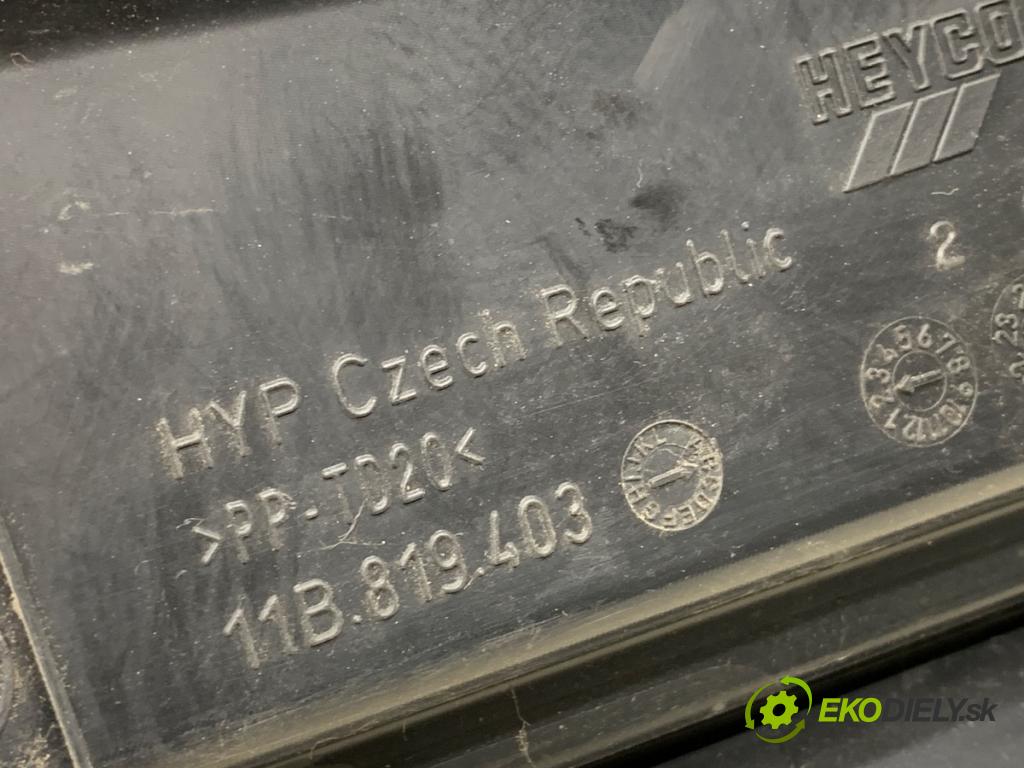 HEYCO
HYP Czech Republic
2
>PP-TD20<
11B.819.403
EKODIELY.sk